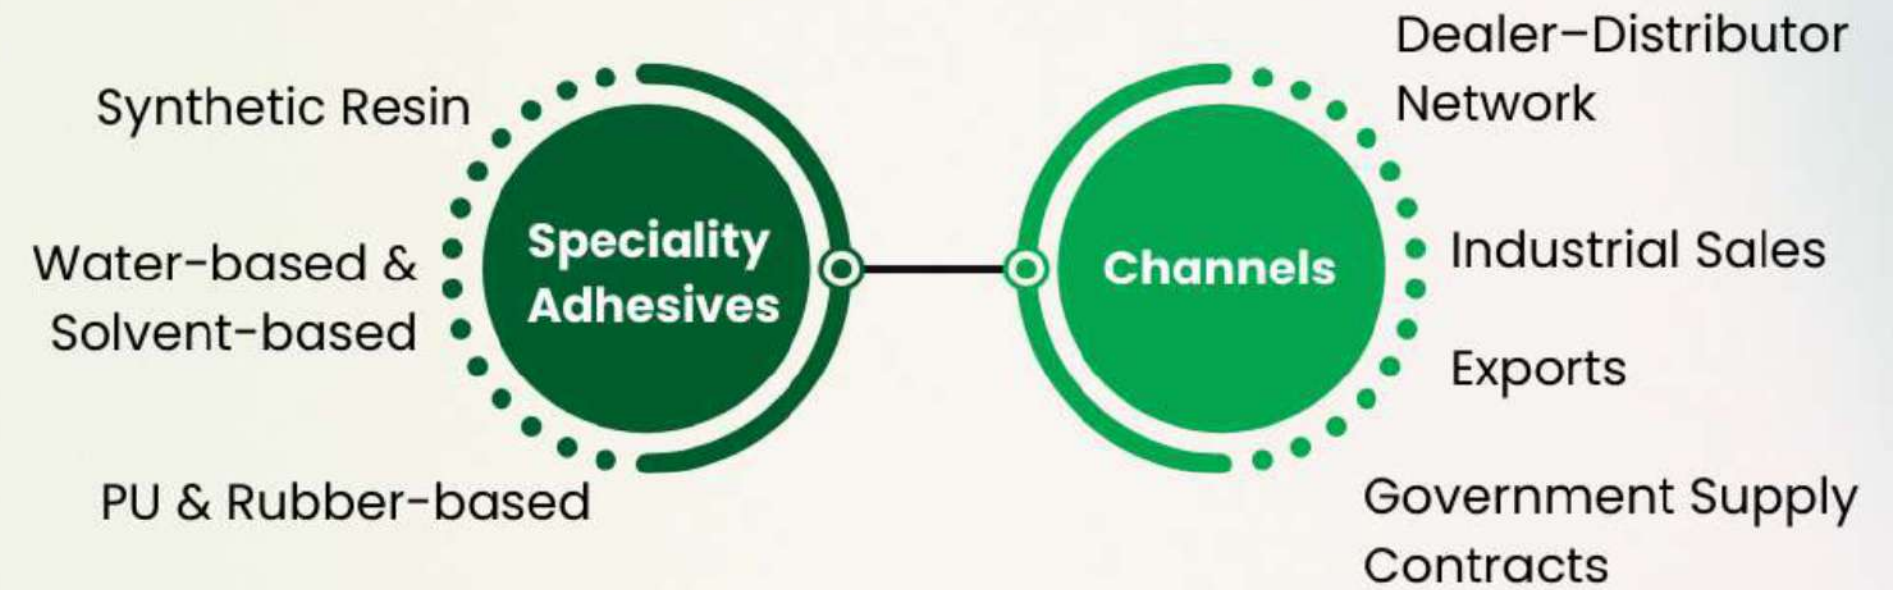 Synthetic Resin
Water-based &
Solvent-based
PU & Rubber-based
Speciality
Adhesives
Channels
Dealer–Distributor
Network
Industrial Sales
Exports
Government Supply
Contracts